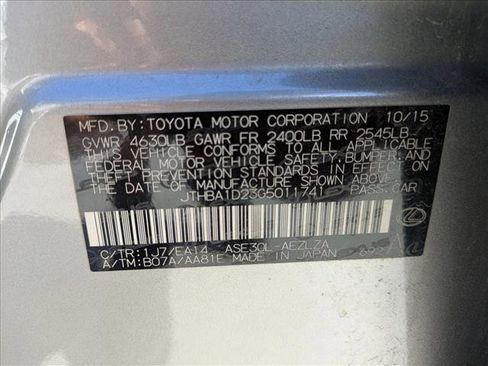 MFD. BY: TOYOTA MOTOR CORPORATION 10/15
GVWR 4630LB GAWR FR 2400LB RR 2545LB
THIS VEHICLE CONFORMS TO ALL APPLICABLE
FEDERAL MOTOR VEHICLE SAFETY, BUMPER, AND
THEFT PREVENTION STANDARDS IN EFFECT ON
THE DATE OF MANUFACTURE SHOWN ABOVE.
JTHBA1D23G5011741 PASS. CAR
C/TR: 1J7/EA14 ASE30L-AEZLZA
A/TM: B07A/AA81E MADE IN JAPAN